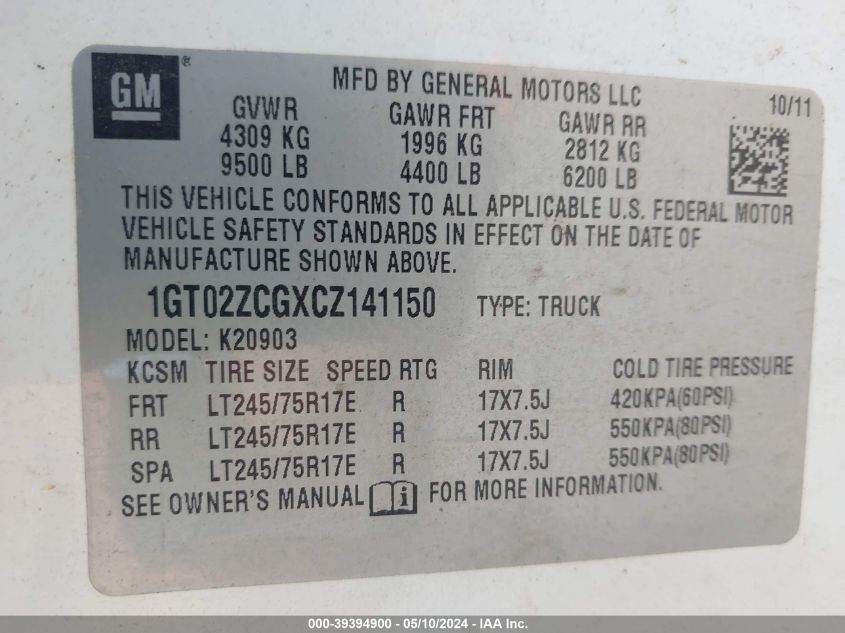 GM®
MFD BY GENERAL MOTORS LLC
10/11
GVWR GAWR FRT GAWR RR
4309 KG 1996 KG 2812 KG
9500 LB 4400 LB 6200 LB
THIS VEHICLE CONFORMS TO ALL APPLICABLE U.S. FEDERAL MOTOR
VEHICLE SAFETY STANDARDS IN EFFECT ON THE DATE OF
MANUFACTURE SHOWN ABOVE.
1GT02ZCGXCZ141150 TYPE: TRUCK
MODEL: K20903
KCSM TIRE SIZE SPEED RTG RIM COLD TIRE PRESSURE
FRT LT245/75R17E R 17X7.5J 420KPA(60PSI)
RR LT245/75R17E R 17X7.5J 550KPA(80PSI)
SPA LT245/75R17E R 17X7.5J 550KPA(80PSI)
SEE OWNER'S MANUAL i FOR MORE INFORMATION.
000-39394900 - 05/10/2024 - IAA Inc.